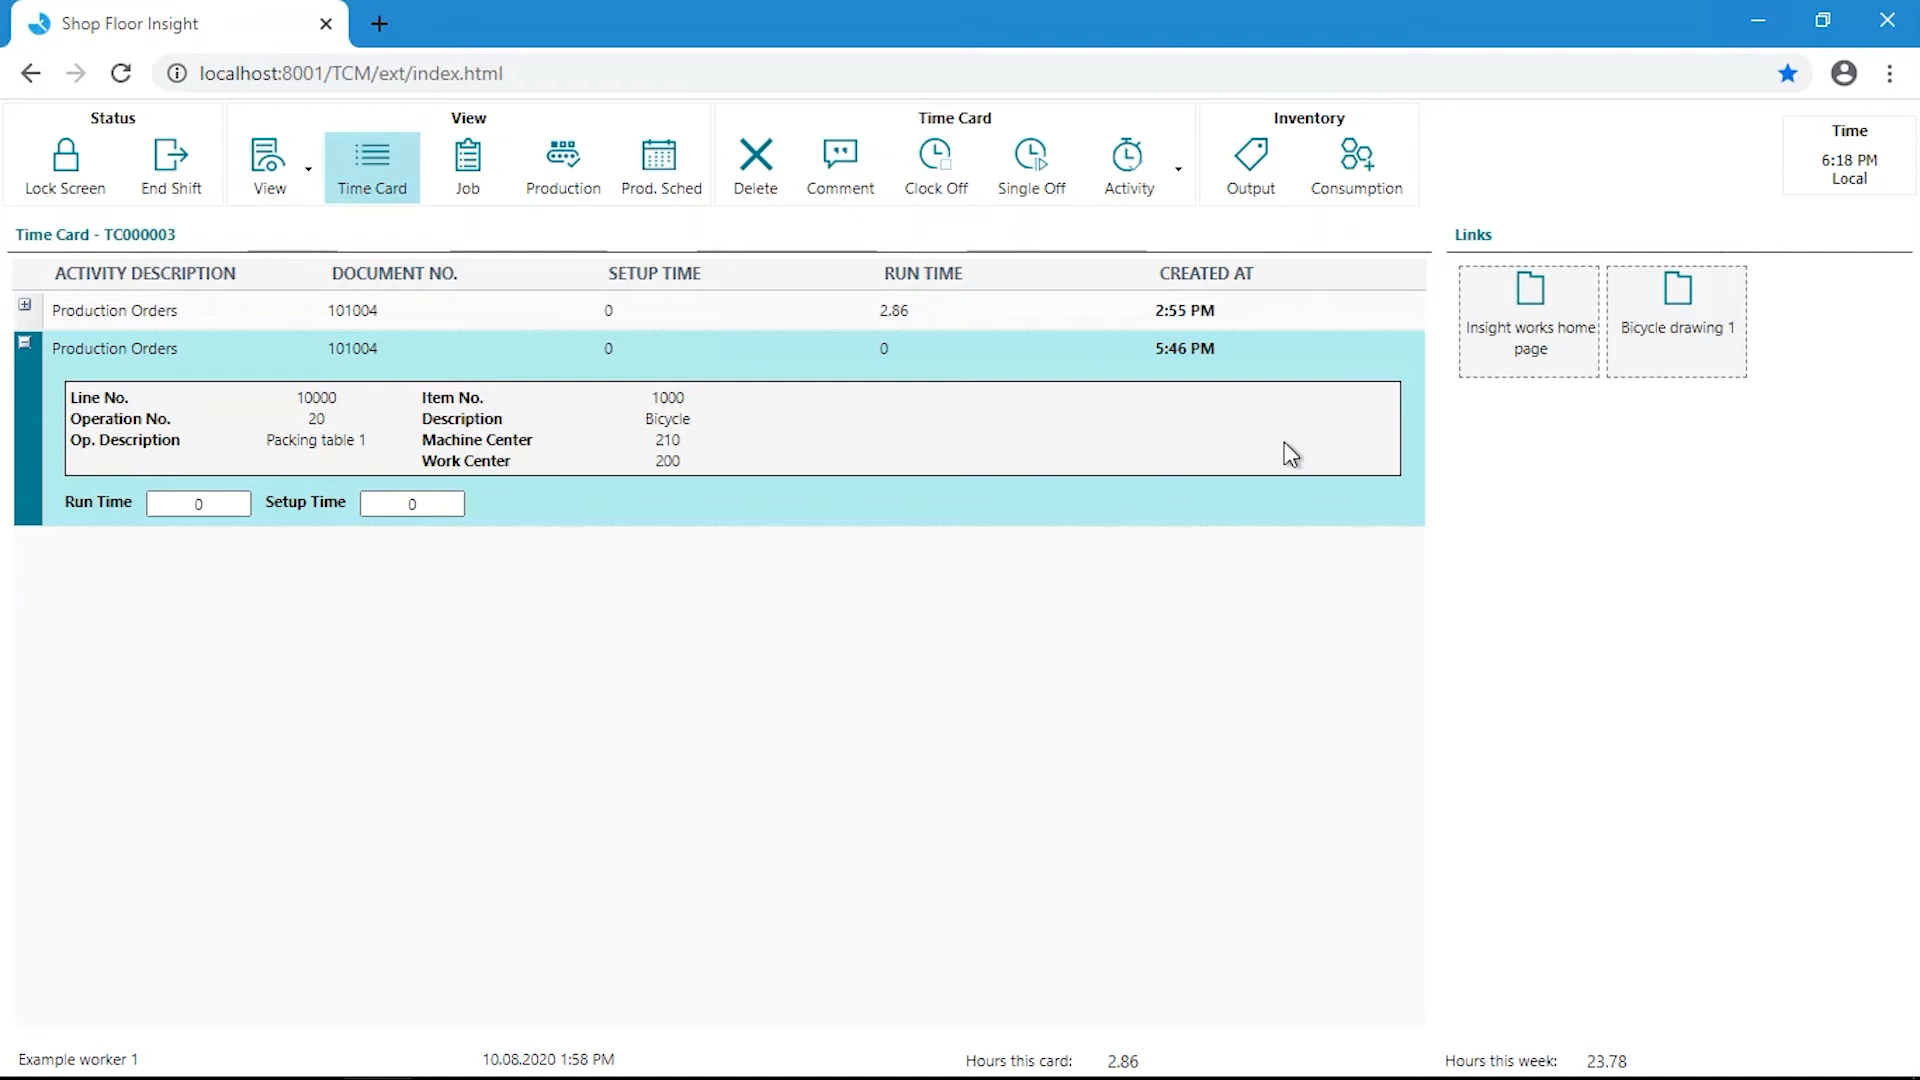 Shop Floor Insight
localhost:8001/TCM/ext/index.html
Status
View
Time Card
Inventory
Time
6:18 PM
Local
Lock Screen
End Shift
View
Time Card
Job
Production
Prod. Sched
Delete
Comment
Clock Off
Single Off
Activity
Output
Consumption
Time Card - TC000003
Links
ACTIVITY DESCRIPTION DOCUMENT NO. SETUP TIME RUN TIME CREATED AT
Production Orders 101004 0 2.86 2:55 PM
Production Orders 101004 0 0 5:46 PM
Line No. 10000 Item No. 1000
Operation No. 20 Description Bicycle
Op. Description Packing table 1 Machine Center 210
Work Center 200
Run Time 0 Setup Time 0
Insight works home
page
Bicycle drawing 1
Example worker 1 10.08.2020 1:58 PM Hours this card: 2.86 Hours this week: 23.78